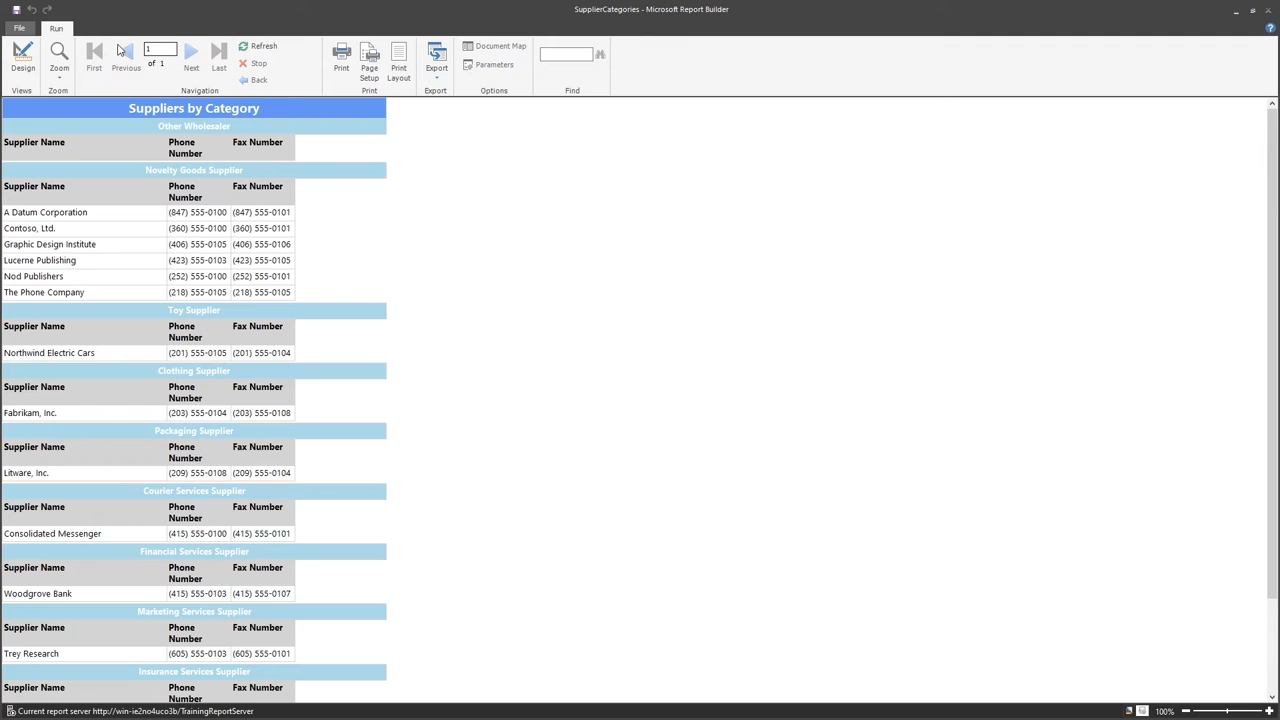 SupplierCategories - Microsoft Report Builder
File
Run
Design
Zoom
First
Previous
1
of 1
Next
Last
Refresh
Stop
Back
Print
Page
Setup
Print
Layout
Export
Document Map
Parameters
Views
Zoom
Navigation
Print
Export
Options
Find
Suppliers by Category
Other Wholesaler
Supplier Name Phone Number Fax Number
Novelty Goods Supplier
Supplier Name Phone Number Fax Number
A Datum Corporation (847) 555-0100 (847) 555-0101
Contoso, Ltd. (360) 555-0100 (360) 555-0101
Graphic Design Institute (406) 555-0105 (406) 555-0106
Lucerne Publishing (423) 555-0103 (423) 555-0105
Nod Publishers (252) 555-0100 (252) 555-0101
The Phone Company (218) 555-0105 (218) 555-0105
Toy Supplier
Supplier Name Phone Number Fax Number
Northwind Electric Cars (201) 555-0105 (201) 555-0104
Clothing Supplier
Supplier Name Phone Number Fax Number
Fabrikam, Inc. (203) 555-0104 (203) 555-0108
Packaging Supplier
Supplier Name Phone Number Fax Number
Litware, Inc. (209) 555-0108 (209) 555-0104
Courier Services Supplier
Supplier Name Phone Number Fax Number
Consolidated Messenger (415) 555-0100 (415) 555-0101
Financial Services Supplier
Supplier Name Phone Number Fax Number
Woodgrove Bank (415) 555-0103 (415) 555-0107
Marketing Services Supplier
Supplier Name Phone Number Fax Number
Trey Research (605) 555-0103 (605) 555-0101
Insurance Services Supplier
Supplier Name Phone Fax Number
Current report server http://win-ie2no4uco3b/TrainingReportServer
100%